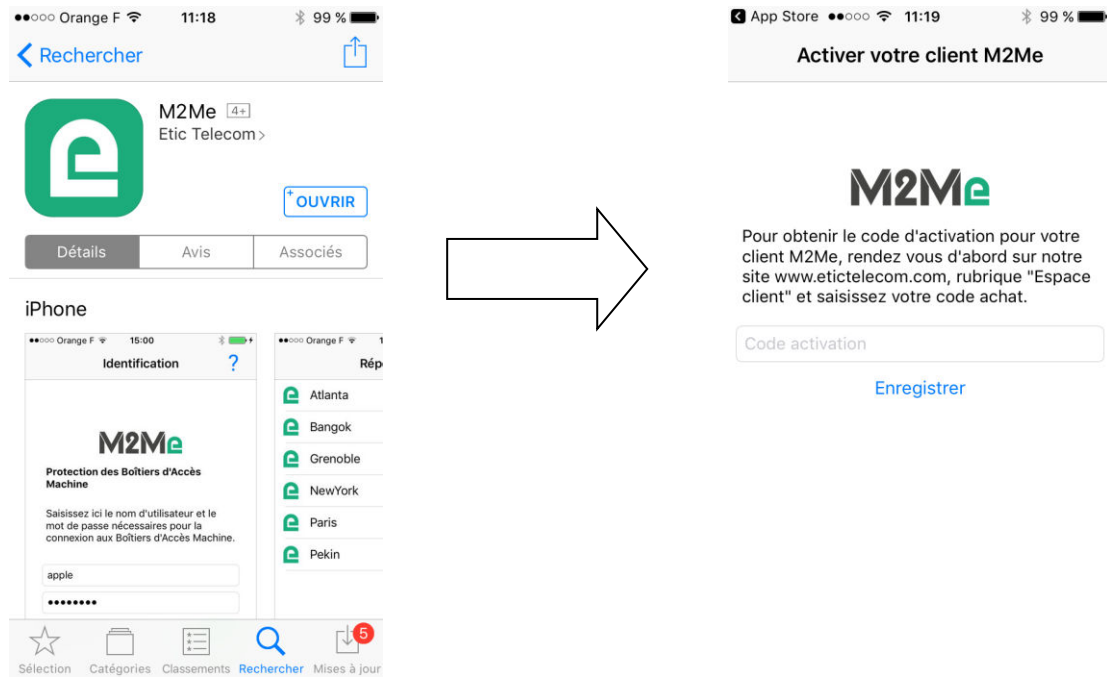 Orange F 11:18 99 %
Rechercher
M2Me 4+
Etic Telecom
+ OUVRIR
Détails Avis Associés
iPhone
Orange F 15:00
Identification ?
M2Me
Protection des Boîtiers d'Accès
Machine
Saisissez ici le nom d'utilisateur et le
mot de passe nécessaires pour la
connexion aux Boîtiers d'Accès Machine.
apple
••••••••
Orange F 1
Rép
Atlanta
Bangok
Grenoble
NewYork
Paris
Pekin
5
Sélection Catégories Classements Rechercher Mises à jour
App Store 11:19 99 %
Activer votre client M2Me
M2Me
Pour obtenir le code d'activation pour votre
client M2Me, rendez vous d'abord sur notre
site www.etictelecom.com, rubrique "Espace
client" et saisissez votre code achat.
Code activation
Enregistrer